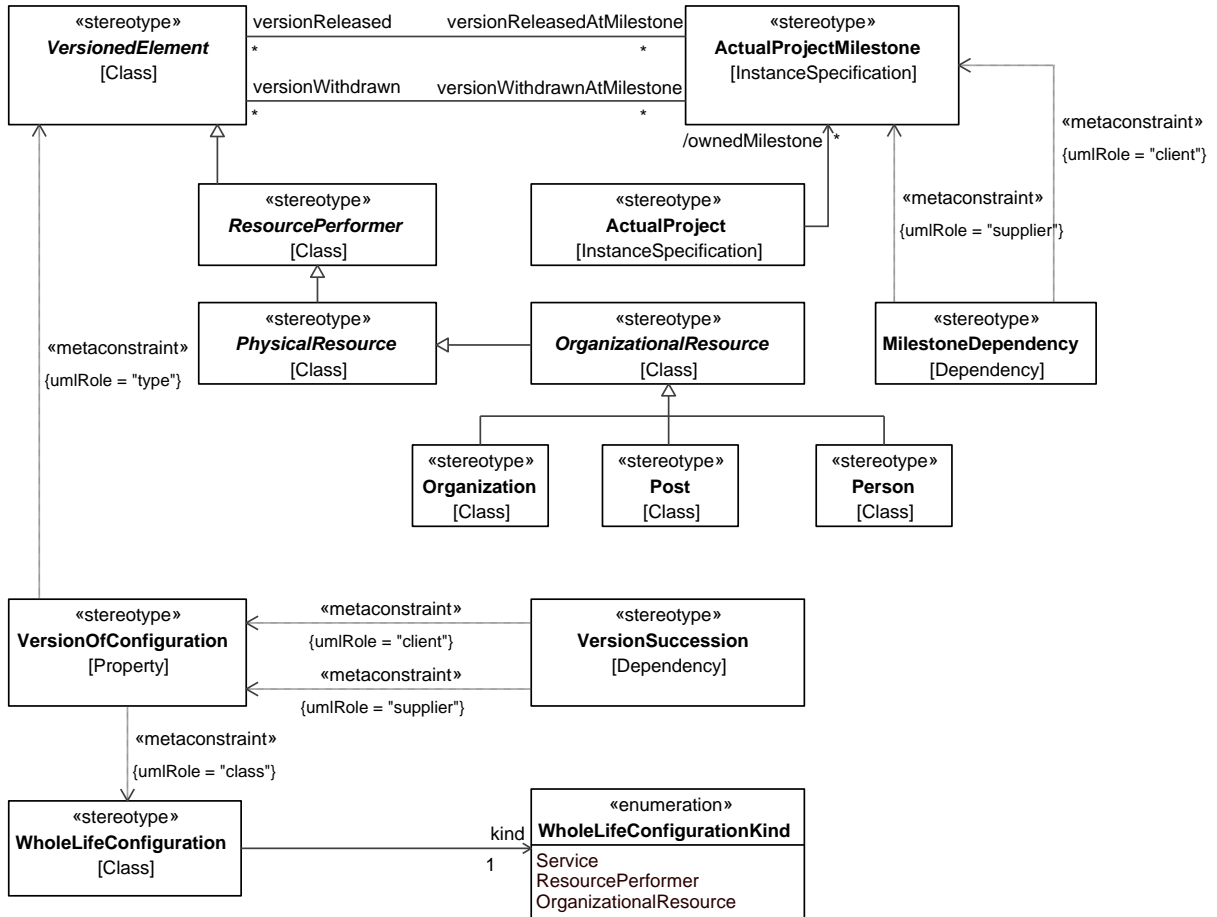 «stereotype»
VersionedElement
[Class]
versionReleased
versionReleasedAtMilestone
*
*
versionWithdrawn
versionWithdrawnAtMilestone
*
*
«stereotype»
ActualProjectMilestone
[InstanceSpecification]
/ownedMilestone
*
«metaconstraint»
{umlRole = "client"}
«metaconstraint»
{umlRole = "supplier"}
«stereotype»
ResourcePerformer
[Class]
«stereotype»
ActualProject
[InstanceSpecification]
«stereotype»
PhysicalResource
[Class]
«stereotype»
OrganizationalResource
[Class]
«stereotype»
MilestoneDependency
[Dependency]
«metaconstraint»
{umlRole = "type"}
«stereotype»
Organization
[Class]
«stereotype»
Post
[Class]
«stereotype»
Person
[Class]
«stereotype»
VersionOfConfiguration
[Property]
«metaconstraint»
{umlRole = "client"}
«metaconstraint»
{umlRole = "supplier"}
«stereotype»
VersionSuccession
[Dependency]
«metaconstraint»
{umlRole = "class"}
«stereotype»
WholeLifeConfiguration
[Class]
kind
1
«enumeration»
WholeLifeConfigurationKind
Service
ResourcePerformer
OrganizationalResource